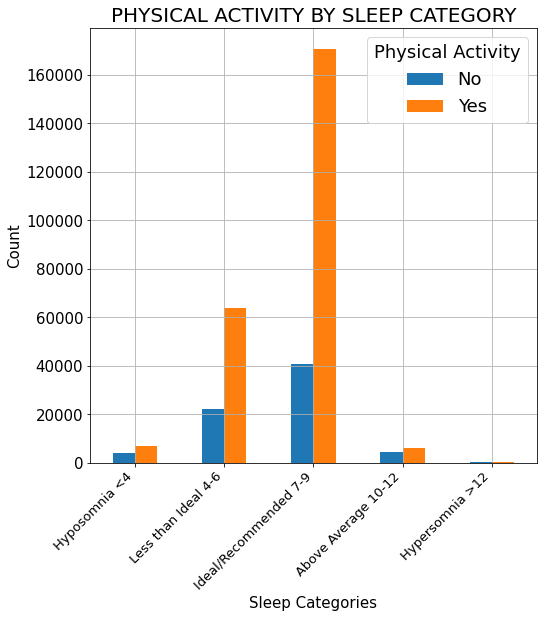 PHYSICAL ACTIVITY BY SLEEP CATEGORY
Physical Activity
No
Yes
160000
140000
120000
100000
80000
60000
40000
20000
0
Count
Hyposomnia <4
Less than Ideal 4-6
Ideal/Recommended 7-9
Above Average 10-12
Hypersomnia >12
Sleep Categories